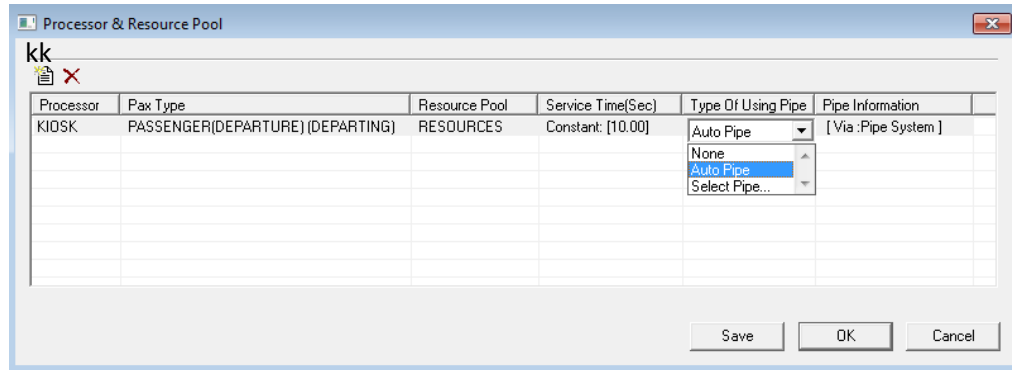 Processor & Resource Pool
kk
Processor Pax Type Resource Pool Service Time(Sec) Type Of Using Pipe Pipe Information
KIOSK PASSENGER(DEPARTURE) (DEPARTING) RESOURCES Constant: [10.00] Auto Pipe [ Via :Pipe System ]
None
Auto Pipe
Select Pipe...
Save OK Cancel